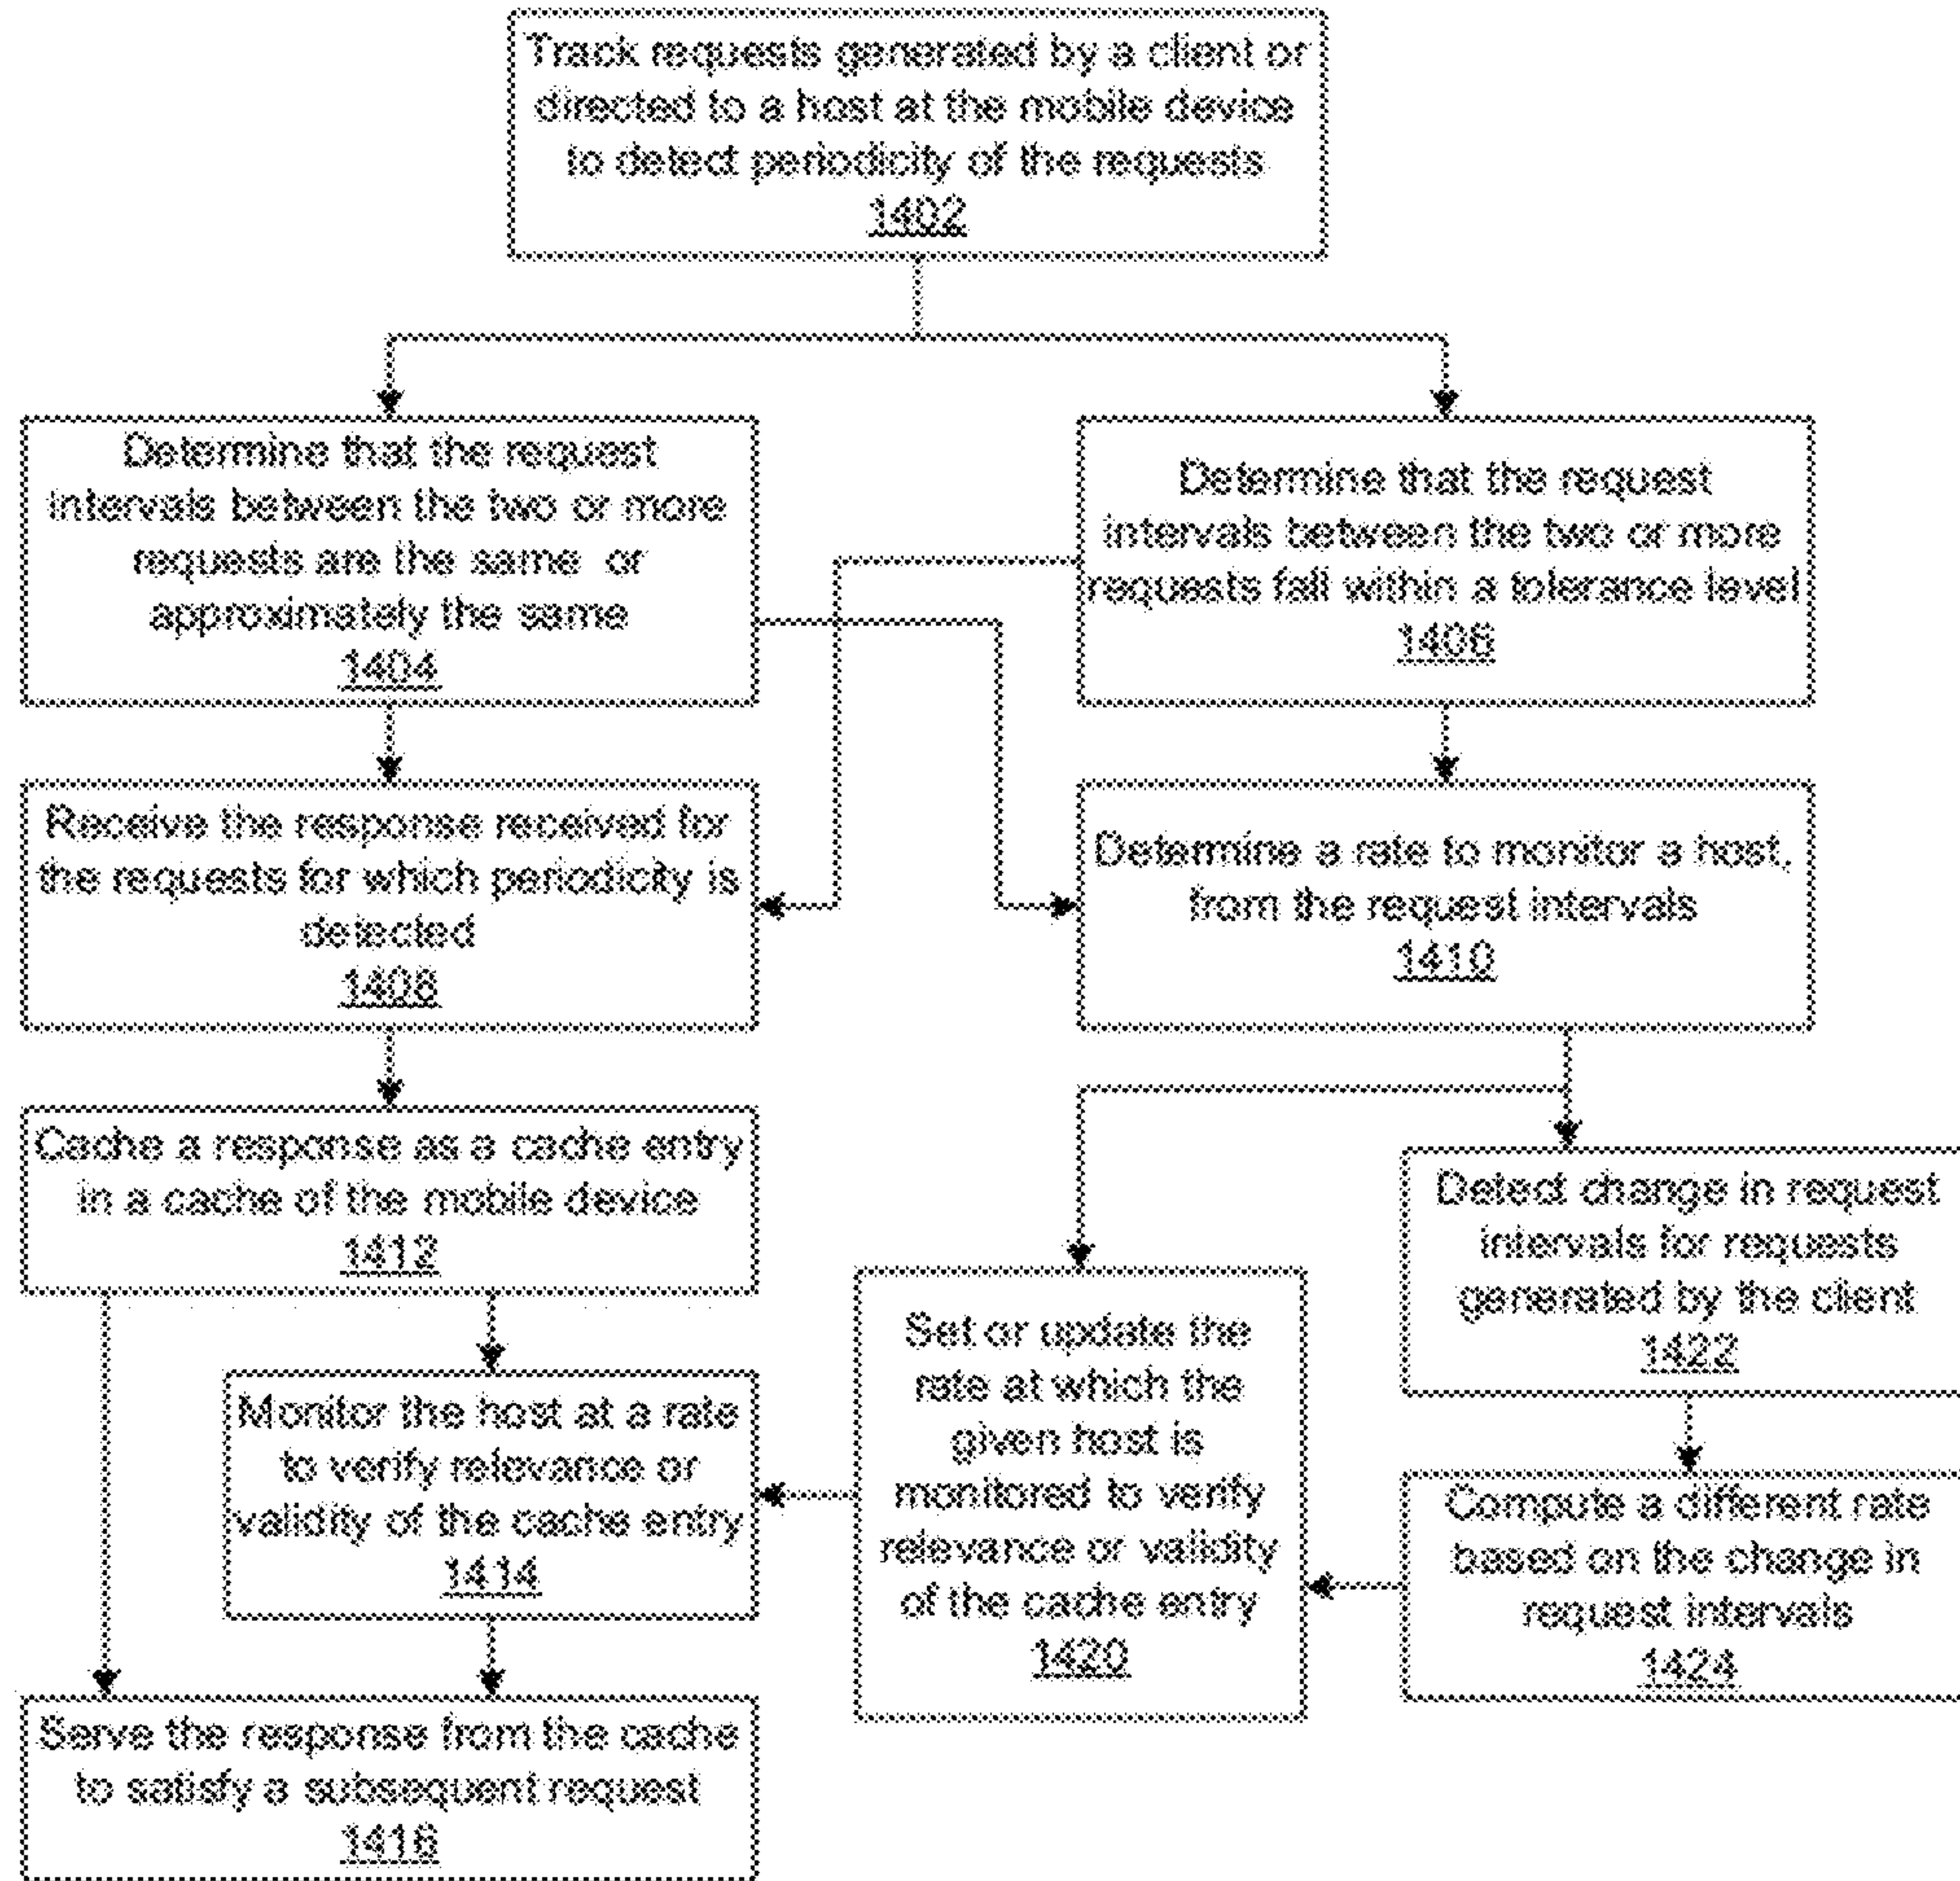 Track requests generated by a client or
directed to a host at the mobile device
to detect periodicity of the requests
1402
Determine that the request
intervals between the two or more
requests are the same or
approximately the same
1404
Determine that the request
intervals between the two or more
requests fall within a tolerance level
1406
Receive the response received for
the requests for which periodicity is
detected
1408
Determine a rate to monitor a host,
from the request intervals
1410
Cache a response as a cache entry
in a cache of the mobile device
1412
Detect change in request
intervals for requests
generated by the client
1422
Set or update the
rate at which the
given host is
monitored to verify
relevance or validity
of the cache entry
1420
Monitor the host at a rate
to verify relevance or
validity of the cache entry
1414
Compute a different rate
based on the change in
request intervals
1424
Serve the response from the cache
to satisfy a subsequent request
1416